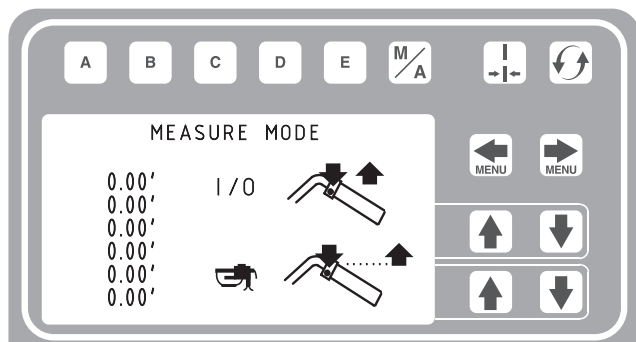 A B C D E M/A
MEASURE MODE
MENU MENU
0.00' I/O
0.00'
0.00'
0.00'
0.00'
0.00'